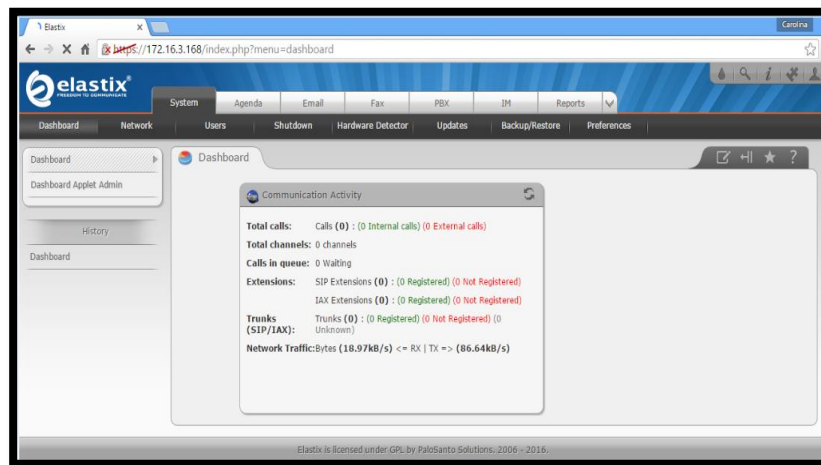 Elastix
Carolina
https://172.16.3.168/index.php?menu=dashboard
elastix®
FREEDOM TO COMMUNICATE
System Agenda Email Fax PBX IM Reports
Dashboard Network Users Shutdown Hardware Detector Updates Backup/Restore Preferences
Dashboard
Dashboard Applet Admin
History
Dashboard
Dashboard
Communication Activity
Total calls: Calls (0) : (0 Internal calls) (0 External calls)
Total channels: 0 channels
Calls in queue: 0 Waiting
Extensions: SIP Extensions (0) : (0 Registered) (0 Not Registered)
IAX Extensions (0) : (0 Registered) (0 Not Registered)
Trunks (SIP/IAX): Trunks (0) : (0 Registered) (0 Not Registered) (0 Unknown)
Network Traffic:Bytes (18.97kB/s) <= RX | TX => (86.64kB/s)
Elastix is licensed under GPL by PaloSanto Solutions. 2006 - 2016.